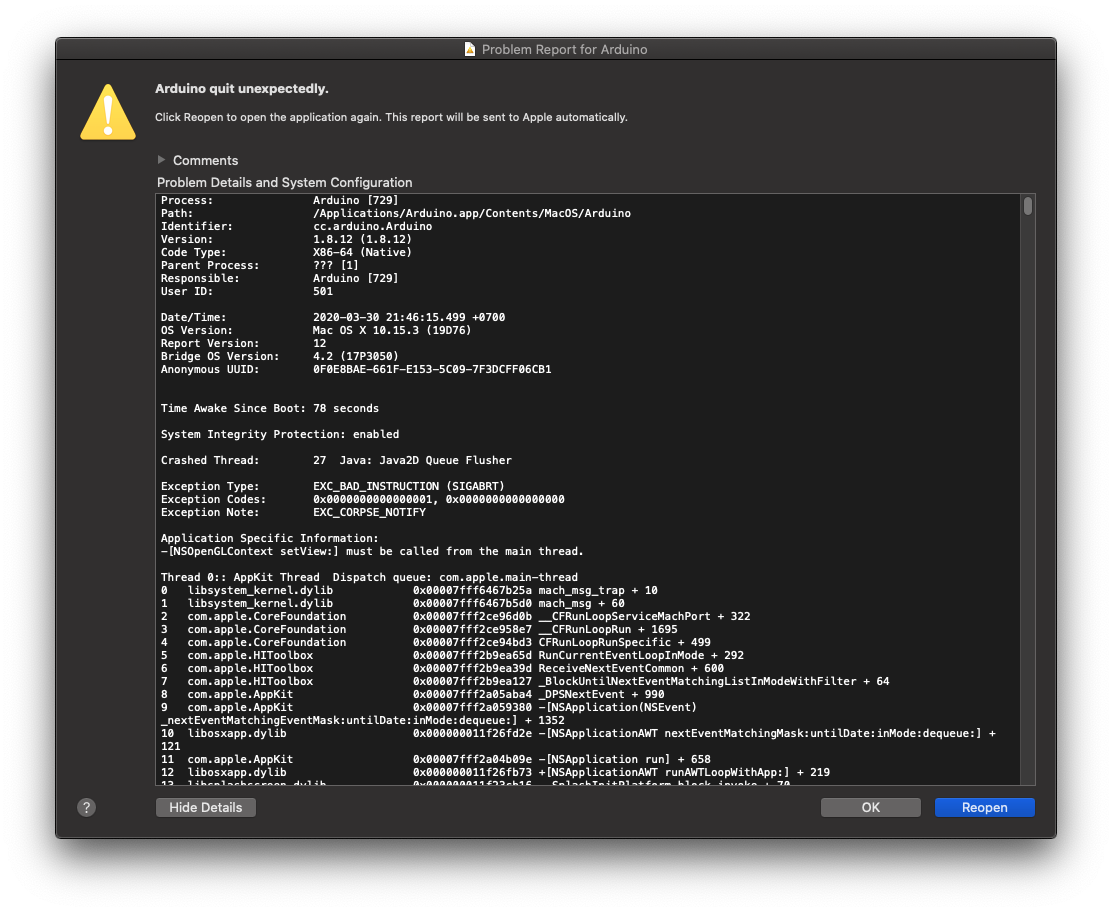 Problem Report for Arduino
Arduino quit unexpectedly.
Click Reopen to open the application again. This report will be sent to Apple automatically.
Comments
Problem Details and System Configuration
Process: Arduino [729]
Path: /Applications/Arduino.app/Contents/MacOS/Arduino
Identifier: cc.arduino.Arduino
Version: 1.8.12 (1.8.12)
Code Type: X86-64 (Native)
Parent Process: ??? [1]
Responsible: Arduino [729]
User ID: 501
Date/Time: 2020-03-30 21:46:15.499 +0700
OS Version: Mac OS X 10.15.3 (19D76)
Report Version: 12
Bridge OS Version: 4.2 (17P3050)
Anonymous UUID: 0F0E8BAE-661F-E153-5C09-7F3DCFF06CB1
Time Awake Since Boot: 78 seconds
System Integrity Protection: enabled
Crashed Thread: 27 Java: Java2D Queue Flusher
Exception Type: EXC_BAD_INSTRUCTION (SIGABRT)
Exception Codes: 0x0000000000000001, 0x0000000000000000
Exception Note: EXC_CORPSE_NOTIFY
Application Specific Information:
-[NSOpenGLContext setView:] must be called from the main thread.
Thread 0:: AppKit Thread Dispatch queue: com.apple.main-thread
0 libsystem_kernel.dylib 0x00007fff6467b25a mach_msg_trap + 10
1 libsystem_kernel.dylib 0x00007fff6467b5d0 mach_msg + 60
2 com.apple.CoreFoundation 0x00007fff2ce96d0b __CFRunLoopServiceMachPort + 322
3 com.apple.CoreFoundation 0x00007fff2ce958e7 __CFRunLoopRun + 1695
4 com.apple.CoreFoundation 0x00007fff2ce94bd3 CFRunLoopRunSpecific + 499
5 com.apple.HIToolbox 0x00007fff2b9ea65d RunCurrentEventLoopInMode + 292
6 com.apple.HIToolbox 0x00007fff2b9ea39d ReceiveNextEventCommon + 600
7 com.apple.HIToolbox 0x00007fff2b9ea127 _BlockUntilNextEventMatchingListInModeWithFilter + 64
8 com.apple.AppKit 0x00007fff2a05aba4 _DPSNextEvent + 990
9 com.apple.AppKit 0x00007fff2a059380 -[NSApplication(NSEvent)
_nextEventMatchingEventMask:untilDate:inMode:dequeue:] + 1352
10 libosxapp.dylib 0x000000011f26fd2e -[NSApplicationAWT nextEventMatchingMask:untilDate:inMode:dequeue:] +
121
11 com.apple.AppKit 0x00007fff2a04b09e -[NSApplication run] + 658
12 libosxapp.dylib 0x000000011f26fb73 +[NSApplicationAWT runAWTLoopWithApp:] + 219
?
Hide Details
OK
Reopen